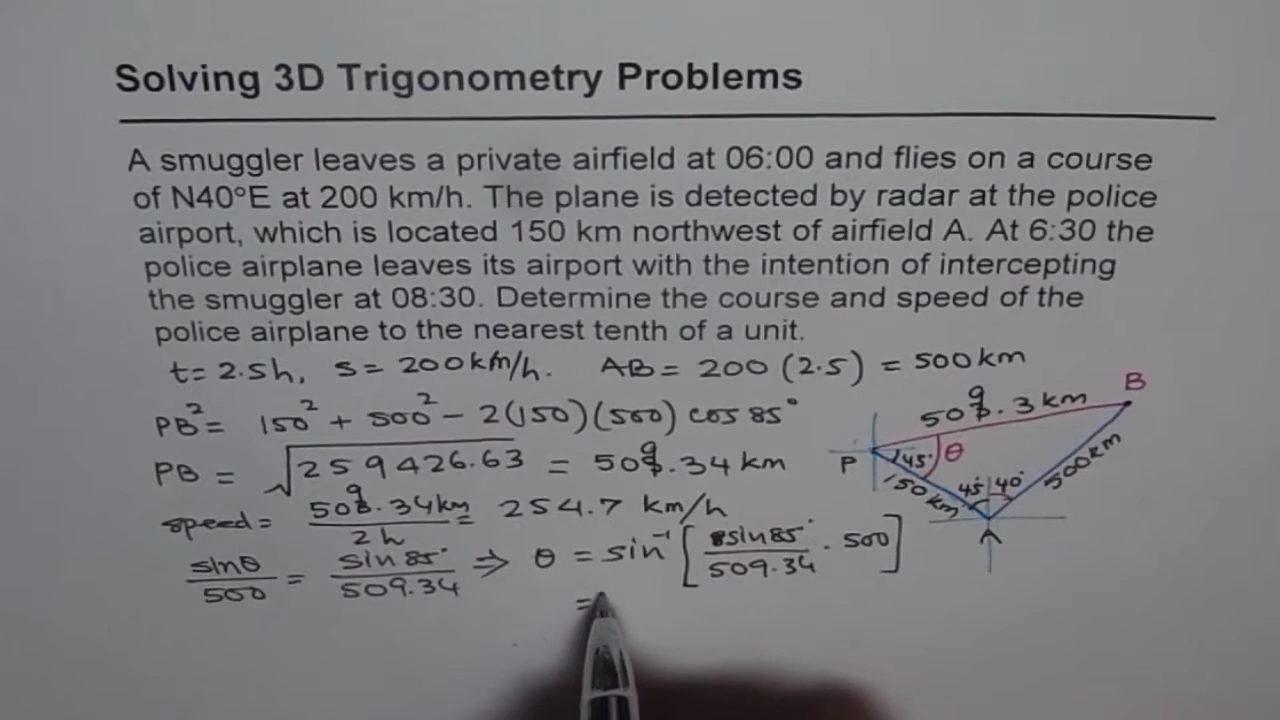 Solving 3D Trigonometry Problems
A smuggler leaves a private airfield at 06:00 and flies on a course
of N40°E at 200 km/h. The plane is detected by radar at the police
airport, which is located 150 km northwest of airfield A. At 6:30 the
police airplane leaves its airport with the intention of intercepting
the smuggler at 08:30. Determine the course and speed of the
police airplane to the nearest tenth of a unit.
t = 2.5h, s = 200km/h. AB = 200 (2.5) = 500km
PB² = 150² + 500² - 2(150)(500) cos 85°
PB = √259426.63 = 509.34 km
speed = 509.34km / 2h = 254.7 km/h
sinθ / 500 = sin 85° / 509.34 ⇒ θ = sin⁻¹ [sin85° / 509.34 · 500]
=
B
509.3 km
P
45°
θ
150km
45°
40°
500km
A